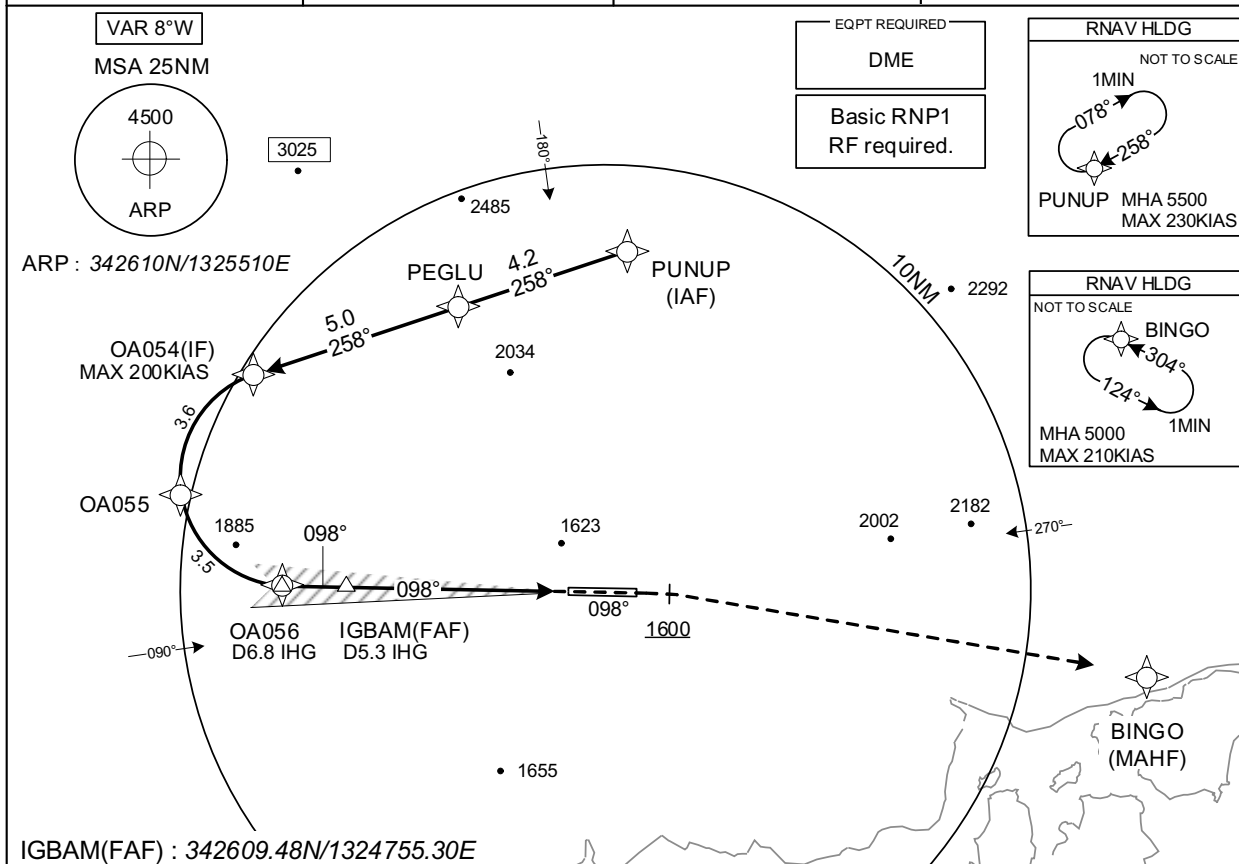 VAR 8°W
MSA 25NM
4500
ARP
ARP : 342610N/1325510E
3025
2485
180°
EQPT REQUIRED
DME
Basic RNP1
RF required.
RNAV HLDG
NOT TO SCALE
1MIN
078°
258°
PUNUP
MHA 5500
MAX 230KIAS
PEGLU
4.2
258°
PUNUP
(IAF)
10NM
2292
RNAV HLDG
NOT TO SCALE
BINGO
304°
124°
1MIN
MHA 5000
MAX 210KIAS
5.0
258°
OA054(IF)
MAX 200KIAS
2034
3.6
OA055
1885
098°
1623
2002
2182
270°
3.5
098°
098°
OA056
D6.8 IHG
IGBAM(FAF)
D5.3 IHG
1600
090°
BINGO
(MAHF)
1655
IGBAM(FAF) : 342609.48N/1324755.30E